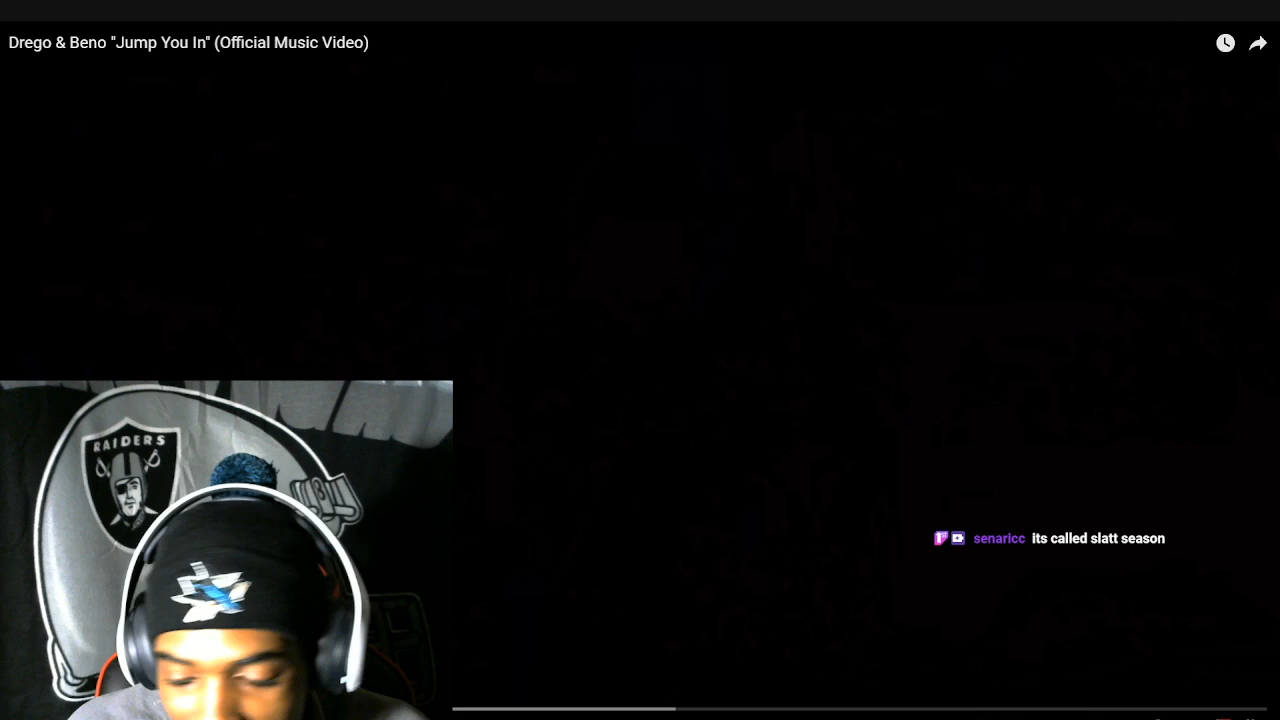 Drego & Beno "Jump You In" (Official Music Video)
RAIDERS
senaricc its called slatt season